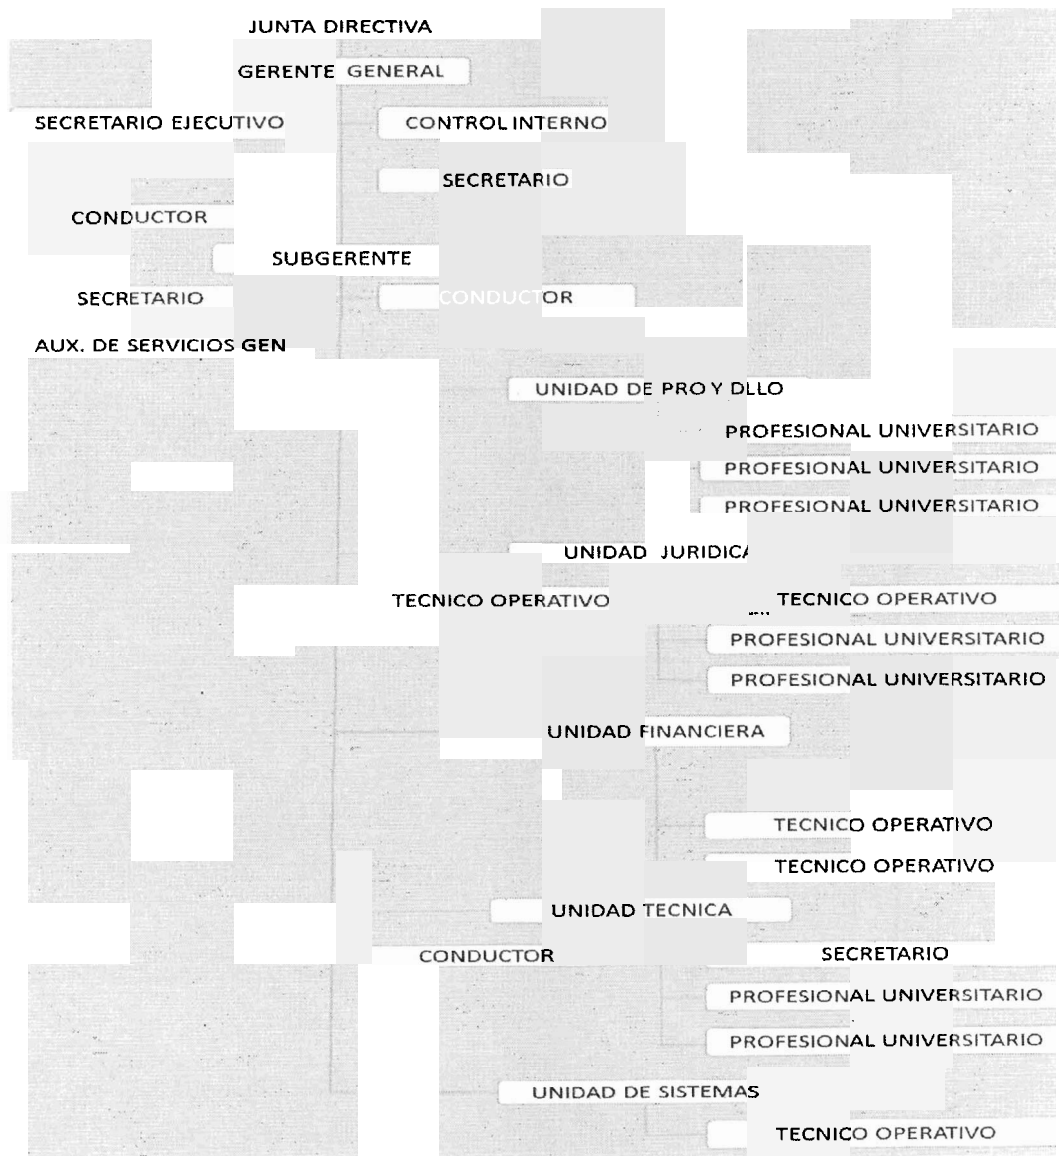 JUNTA DIRECTIVA
GERENTE GENERAL
SECRETARIO EJECUTIVO
CONTROL INTERNO
SECRETARIO
CONDUCTOR
SUBGERENTE
SECRETARIO
CONDUCTOR
AUX. DE SERVICIOS GEN
UNIDAD DE PRO Y DLLO
PROFESIONAL UNIVERSITARIO
PROFESIONAL UNIVERSITARIO
PROFESIONAL UNIVERSITARIO
UNIDAD JURIDICA
TECNICO OPERATIVO
TECNICO OPERATIVO
PROFESIONAL UNIVERSITARIO
PROFESIONAL UNIVERSITARIO
UNIDAD FINANCIERA
TECNICO OPERATIVO
TECNICO OPERATIVO
UNIDAD TECNICA
CONDUCTOR
SECRETARIO
PROFESIONAL UNIVERSITARIO
PROFESIONAL UNIVERSITARIO
UNIDAD DE SISTEMAS
TECNICO OPERATIVO